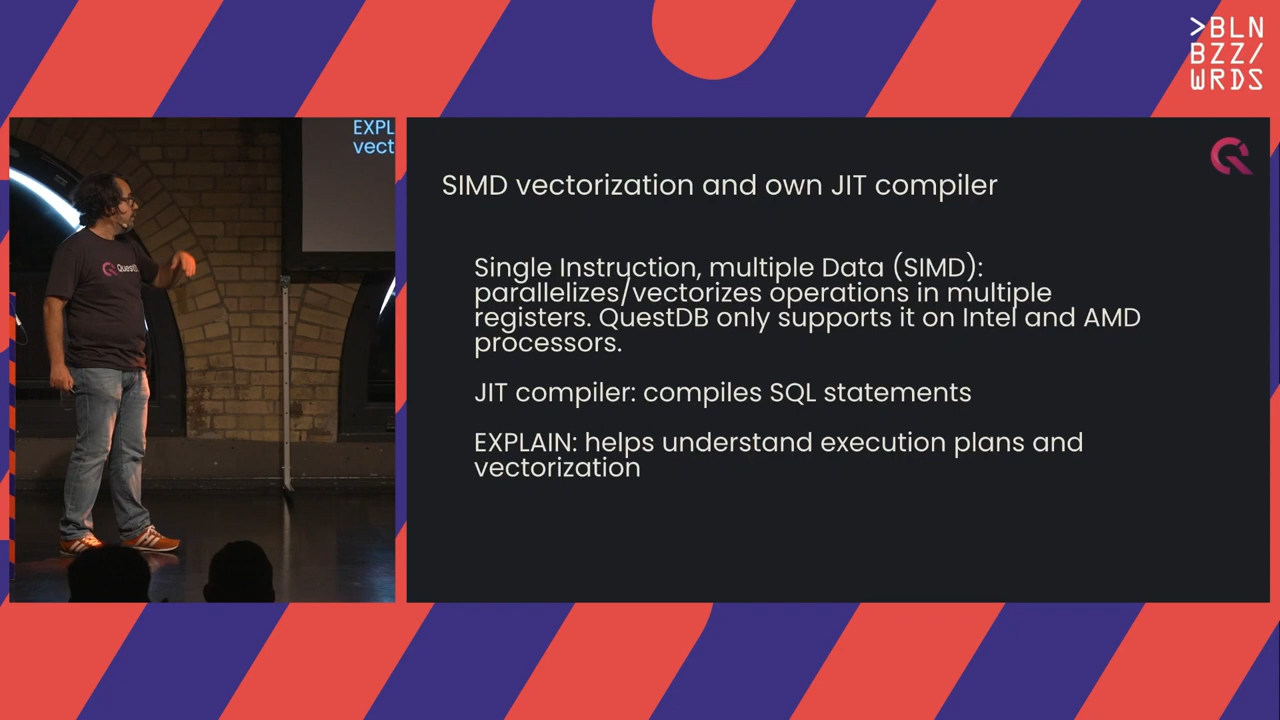 >BLN
BZZ/
WRDS
EXPL
vect
Quest
SIMD vectorization and own JIT compiler
Single Instruction, multiple Data (SIMD):
parallelizes/vectorizes operations in multiple
registers. QuestDB only supports it on Intel and AMD
processors.
JIT compiler: compiles SQL statements
EXPLAIN: helps understand execution plans and
vectorization